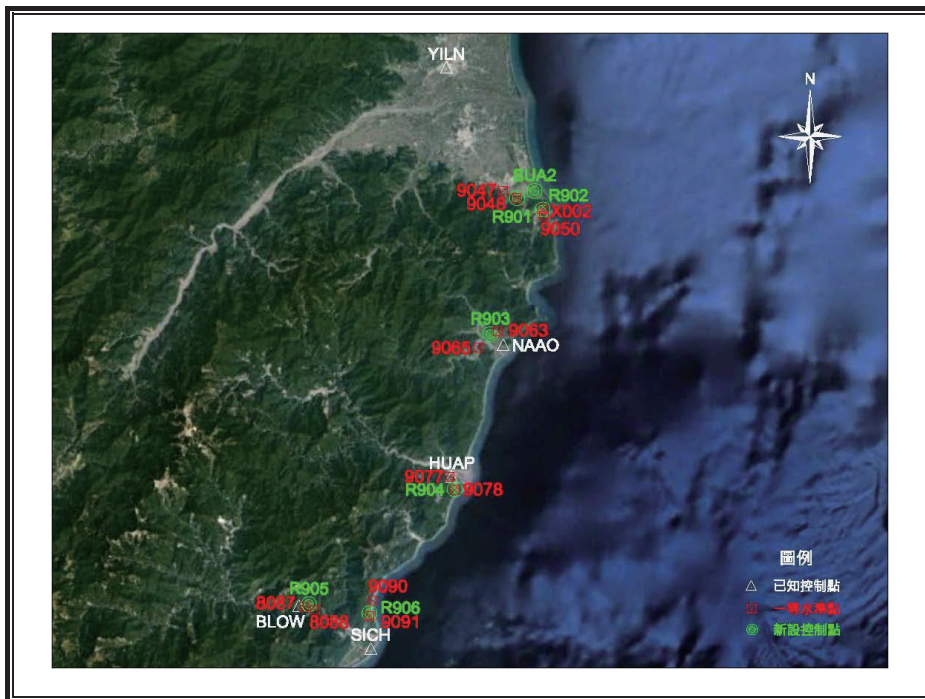 YILN
N
SUA2
9047
R902
9048
X002
R901
9050
R903
9063
9065
NAAO
HUAP
9077
R904
9078
圖例
已知控制點
一等水準點
新設控制點
9090
R905
8087
R906
BLOW
8088
9091
SICH